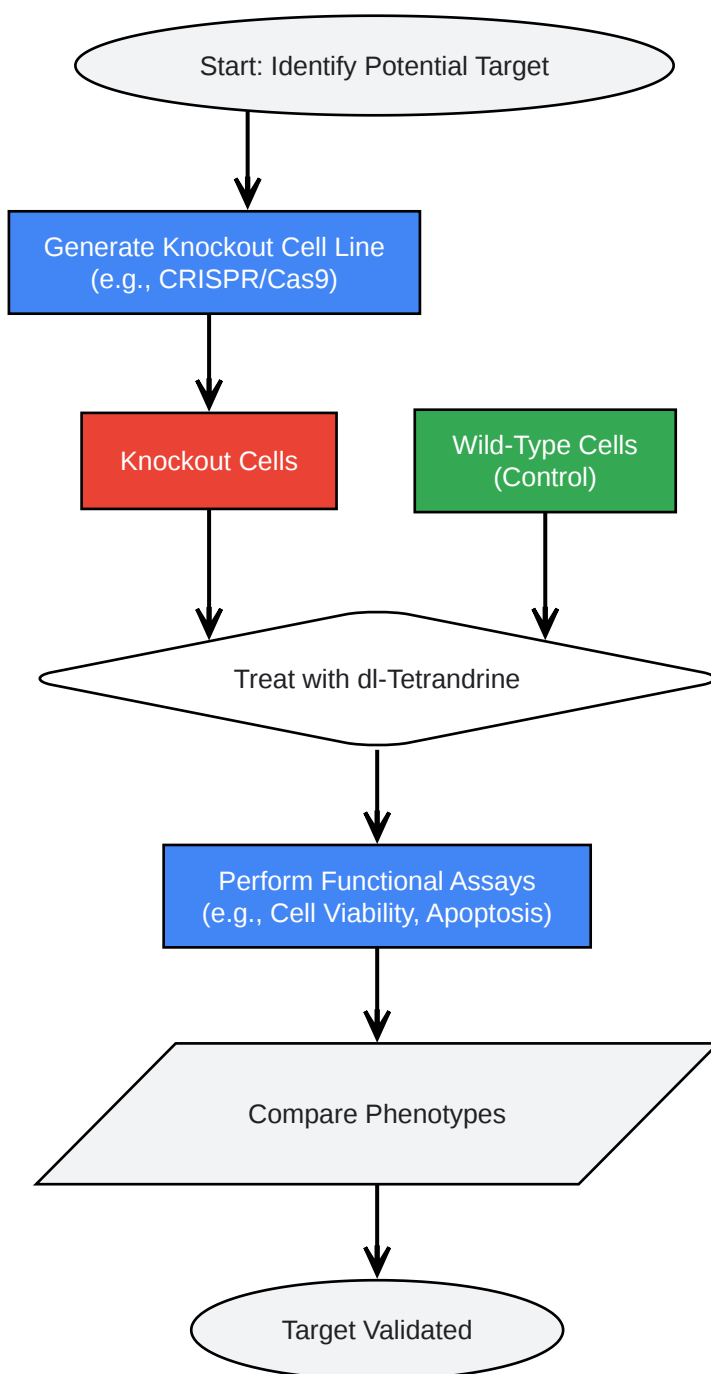 Start: Identify Potential Target
Generate Knockout Cell Line
(e.g., CRISPR/Cas9)
Knockout Cells
Wild-Type Cells
(Control)
Treat with dl-Tetrandrine
Perform Functional Assays
(e.g., Cell Viability, Apoptosis)
Compare Phenotypes
Target Validated